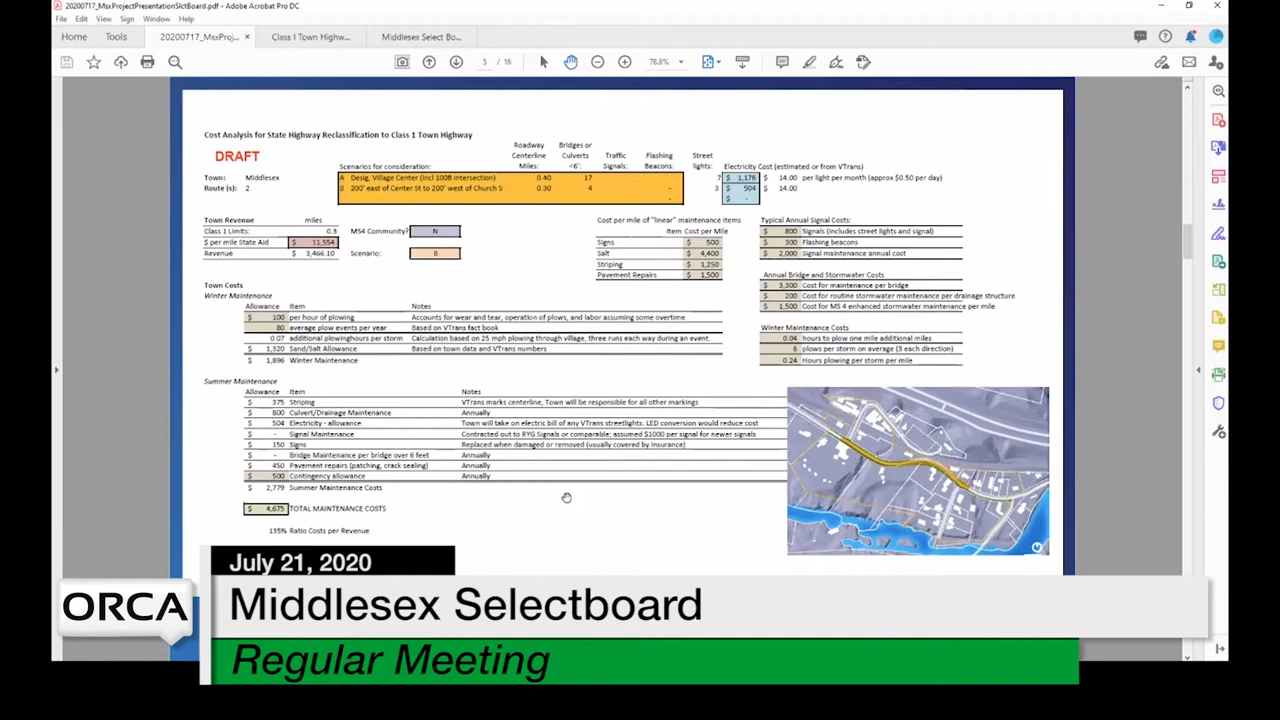 20200717_MsxProjectPresentationSlctBoard.pdf - Adobe Acrobat Pro DC
File Edit View Sign Window Help
Home Tools 20200717_MsxProj... × Class I Town Highw... Middlesex Select Bo...
5 / 16 78.8%
Cost Analysis for State Highway Reclassification to Class 1 Town Highway
DRAFT
Town: Middlesex
Route (s): 2
Scenarios for consideration:
Roadway Centerline Miles:
Bridges or Culverts <6':
Traffic Signals:
Flashing Beacons:
Street lights:
Electricity Cost (estimated or from VTrans)
A Desig, Village Center (incl 100B intersection) 0.40 17 7 $ 1,176 $ 14.00 per light per month (approx $0.50 per day)
B 200' east of Center St to 200' west of Church S 0.30 4 - 3 $ 504 $ 14.00
- $ -
Town Revenue miles
Class 1 Limits: 0.3
$ per mile State Aid $ 11,554
Revenue $ 3,466.10
MS4 Community? N
Scenario: B
Cost per mile of "linear" maintenance items
Item Cost per Mile
Signs $ 500
Salt $ 4,400
Striping $ 1,250
Pavement Repairs $ 1,500
Typical Annual Signal Costs:
$ 800 Signals (includes street lights and signal)
$ 300 Flashing beacons
$ 2,000 Signal maintenance annual cost
Annual Bridge and Stormwater Costs
$ 3,300 Cost for maintenance per bridge
$ 200 Cost for routine stormwater maintenance per drainage structure
$ 1,500 Cost for MS 4 enhanced stormwater maintenance per mile
Winter Maintenance Costs
0.04 hours to plow one mile additional miles
6 plows per storm on average (3 each direction)
0.24 Hours plowing per storm per mile
Town Costs
Winter Maintenance
Allowance Item Notes
$ 100 per hour of plowing Accounts for wear and tear, operation of plows, and labor assuming some overtime
80 average plow events per year Based on VTrans fact book
0.07 additional plowinghours per storm Calculation based on 25 mph plowing through village, three runs each way during an event.
$ 1,320 Sand/Salt Allowance Based on town data and VTrans numbers
$ 1,896 Winter Maintenance
Summer Maintenance
Allowance Item Notes
$ 375 Striping VTrans marks centerline, Town will be responsible for all other markings
$ 800 Culvert/Drainage Maintenance Annually
$ 504 Electricity - allowance Town will take on electric bill of any VTrans streetlights. LED conversion would reduce cost
$ - Signal Maintenance Contracted out to RYG Signals or comparable; assumed $1000 per signal for newer signals
$ 150 Signs Replaced when damaged or removed (usually covered by insurance)
$ - Bridge Maintenance per bridge over 6 feet Annually
$ 450 Pavement repairs (patching, crack sealing) Annually
$ 500 Contingency allowance Annually
$ 2,779 Summer Maintenance Costs
$ 4,675 TOTAL MAINTENANCE COSTS
135% Ratio Costs per Revenue
July 21, 2020
ORCA
Middlesex Selectboard
Regular Meeting